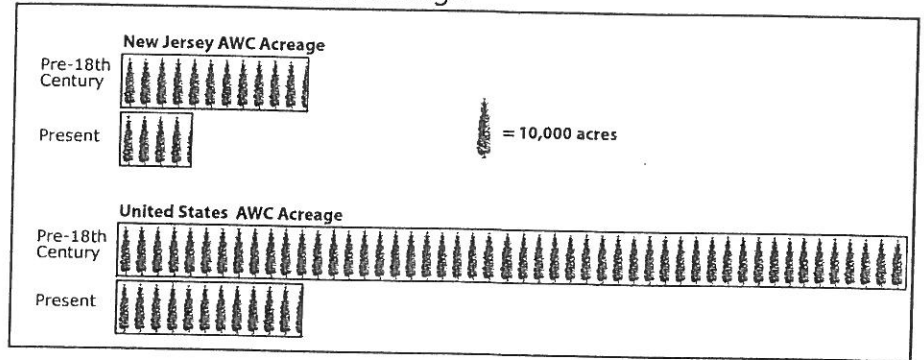 New Jersey AWC Acreage
Pre-18th
Century
Present
= 10,000 acres
United States AWC Acreage
Pre-18th
Century
Present